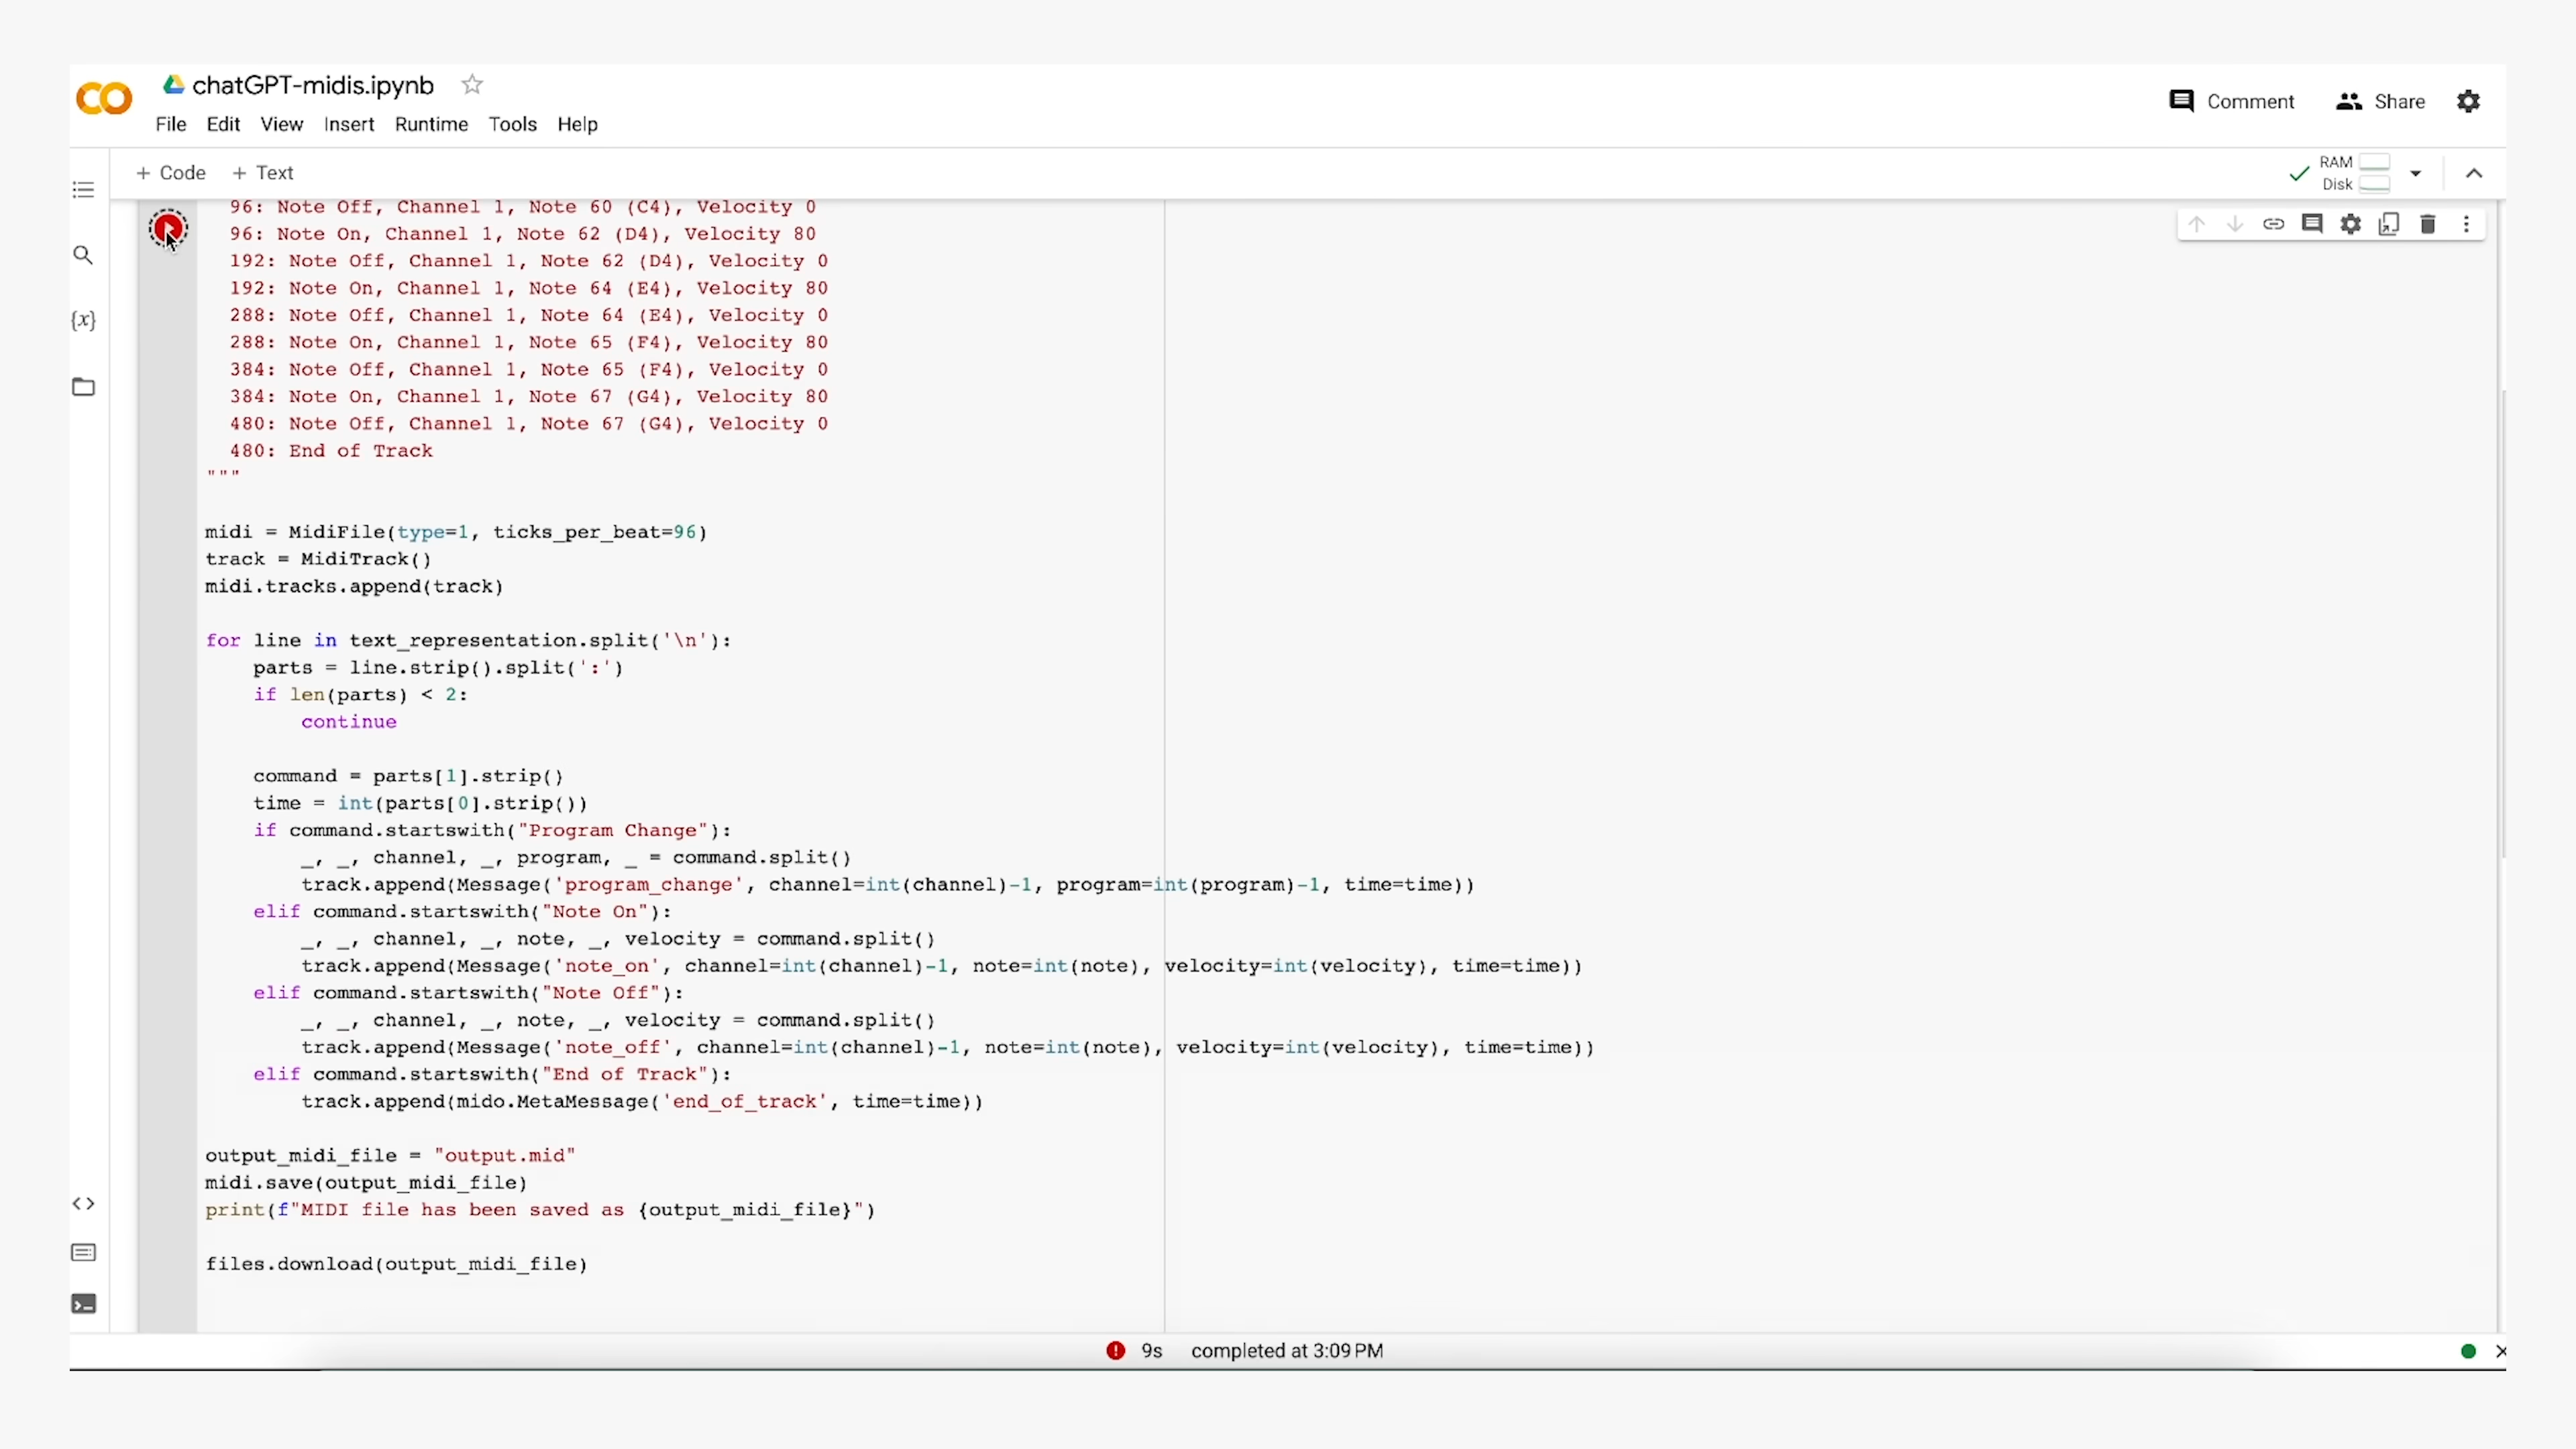 chatGPT-midis.ipynb
File Edit View Insert Runtime Tools Help
Comment Share
+ Code + Text
RAM
Disk
96: Note Off, Channel 1, Note 60 (C4), Velocity 0
96: Note On, Channel 1, Note 62 (D4), Velocity 80
192: Note Off, Channel 1, Note 62 (D4), Velocity 0
192: Note On, Channel 1, Note 64 (E4), Velocity 80
288: Note Off, Channel 1, Note 64 (E4), Velocity 0
288: Note On, Channel 1, Note 65 (F4), Velocity 80
384: Note Off, Channel 1, Note 65 (F4), Velocity 0
384: Note On, Channel 1, Note 67 (G4), Velocity 80
480: Note Off, Channel 1, Note 67 (G4), Velocity 0
480: End of Track
"""
midi = MidiFile(type=1, ticks_per_beat=96)
track = MidiTrack()
midi.tracks.append(track)
for line in text_representation.split('\n'):
parts = line.strip().split(':')
if len(parts) < 2:
continue
command = parts[1].strip()
time = int(parts[0].strip())
if command.startswith("Program Change"):
_, _, channel, _, program, _ = command.split()
track.append(Message('program_change', channel=int(channel)-1, program=int(program)-1, time=time))
elif command.startswith("Note On"):
_, _, channel, _, note, _, velocity = command.split()
track.append(Message('note_on', channel=int(channel)-1, note=int(note), velocity=int(velocity), time=time))
elif command.startswith("Note Off"):
_, _, channel, _, note, _, velocity = command.split()
track.append(Message('note_off', channel=int(channel)-1, note=int(note), velocity=int(velocity), time=time))
elif command.startswith("End of Track"):
track.append(mido.MetaMessage('end_of_track', time=time))
output_midi_file = "output.mid"
midi.save(output_midi_file)
print(f"MIDI file has been saved as {output_midi_file}")
files.download(output_midi_file)
9s completed at 3:09 PM